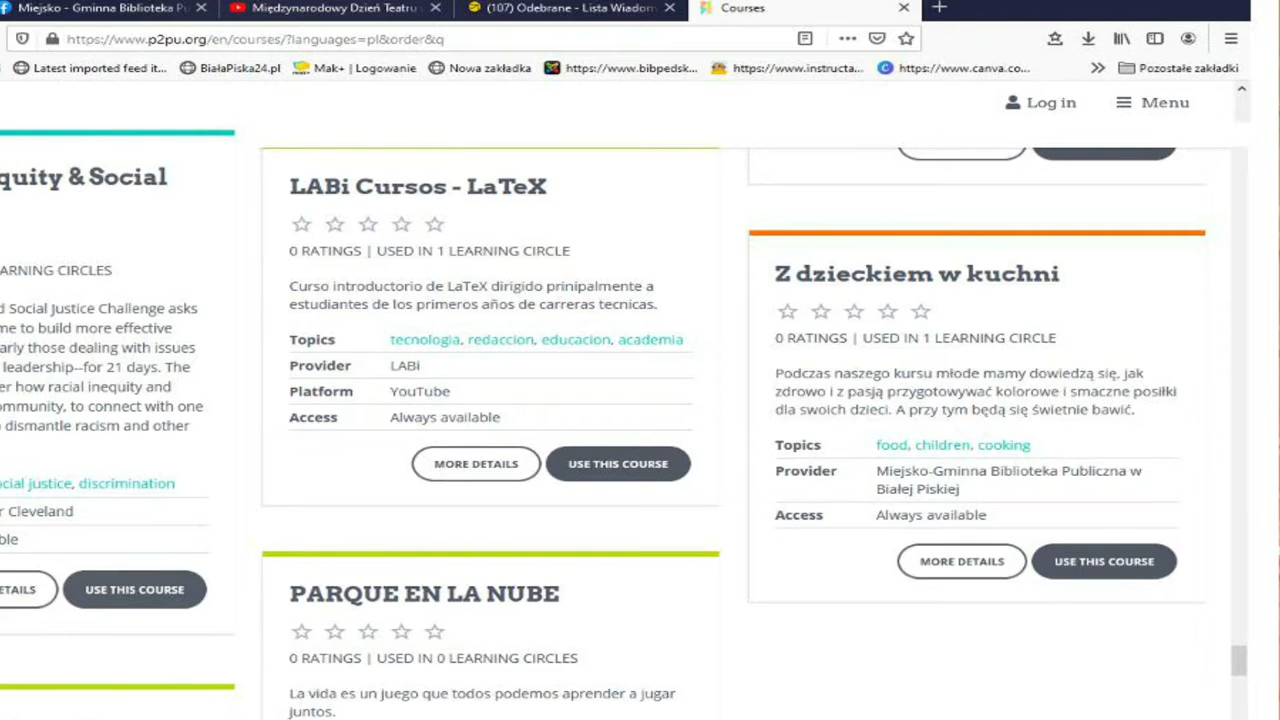 Miejsko - Gminna Biblioteka Pu
Międzynarodowy Dzień Teatru
(107) Odebrane - Lista Wiadom
Courses
https://www.p2pu.org/en/courses/?languages=pl&order&q
Latest imported feed it...
BiałaPiska24.pl
Mak+ | Logowanie
Nowa zakładka
https://www.bibpedsk...
https://www.instructa...
https://www.canva.co...
Pozostałe zakładki
Log in
Menu
quity & Social
ARNING CIRCLES
d Social Justice Challenge asks
me to build more effective
arly those dealing with issues
leadership--for 21 days. The
er how racial inequity and
ommunity, to connect with one
dismantle racism and other
cial justice, discrimination
r Cleveland
ble
ETAILS
USE THIS COURSE
LABi Cursos - LaTeX
0 RATINGS | USED IN 1 LEARNING CIRCLE
Curso introductorio de LaTeX dirigido prinipalmente a
estudiantes de los primeros años de carreras tecnicas.
Topics tecnologia, redaccion, educacion, academia
Provider LABi
Platform YouTube
Access Always available
MORE DETAILS
USE THIS COURSE
PARQUE EN LA NUBE
0 RATINGS | USED IN 0 LEARNING CIRCLES
La vida es un juego que todos podemos aprender a jugar
juntos.
Z dzieckiem w kuchni
0 RATINGS | USED IN 1 LEARNING CIRCLE
Podczas naszego kursu młode mamy dowiedzą się, jak
zdrowo i z pasją przygotowywać kolorowe i smaczne posiłki
dla swoich dzieci. A przy tym będą się świetnie bawić.
Topics food, children, cooking
Provider Miejsko-Gminna Biblioteka Publiczna w
Białej Piskiej
Access Always available
MORE DETAILS
USE THIS COURSE